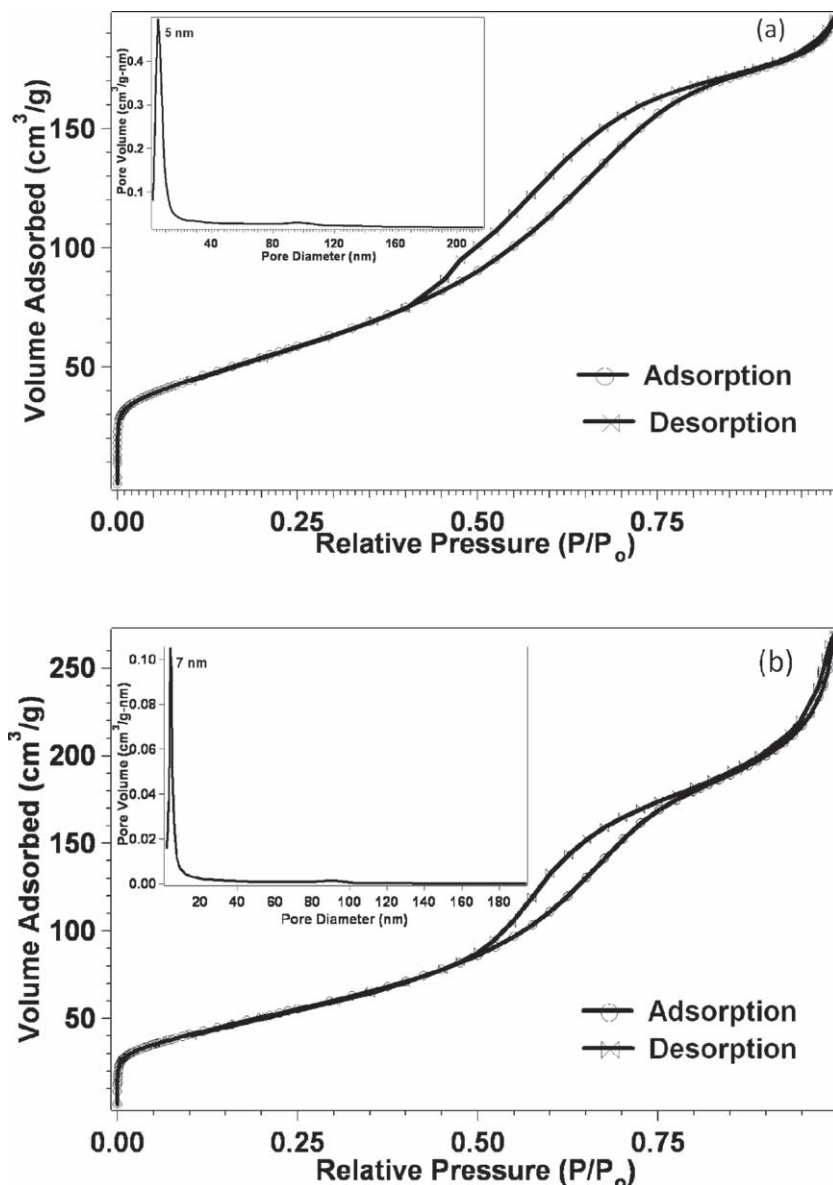 (a)
5 nm
0.4
0.3
0.2
0.1
Pore Volume (cm³/g-nm)
40 80 120 160 200
Pore Diameter (nm)
150
100
50
Volume Adsorbed (cm³/g)
Adsorption
Desorption
0.00 0.25 0.50 0.75
Relative Pressure (P/Pₒ)
(b)
7 nm
0.10
0.08
0.06
0.04
0.02
0.00
Pore Volume (cm³/g-nm)
20 40 60 80 100 120 140 160 180
Pore Diameter (nm)
250
200
150
100
50
Volume Adsorbed (cm³/g)
Adsorption
Desorption
0.00 0.25 0.50 0.75
Relative Pressure (P/Pₒ)